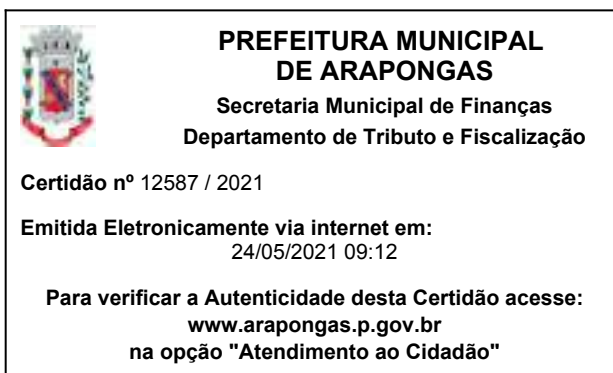 PREFEITURA MUNICIPAL
DE ARAPONGAS
Secretaria Municipal de Finanças
Departamento de Tributo e Fiscalização
Certidão nº 12587 / 2021
Emitida Eletronicamente via internet em:
24/05/2021 09:12
Para verificar a Autenticidade desta Certidão acesse:
www.arapongas.p.gov.br
na opção "Atendimento ao Cidadão"